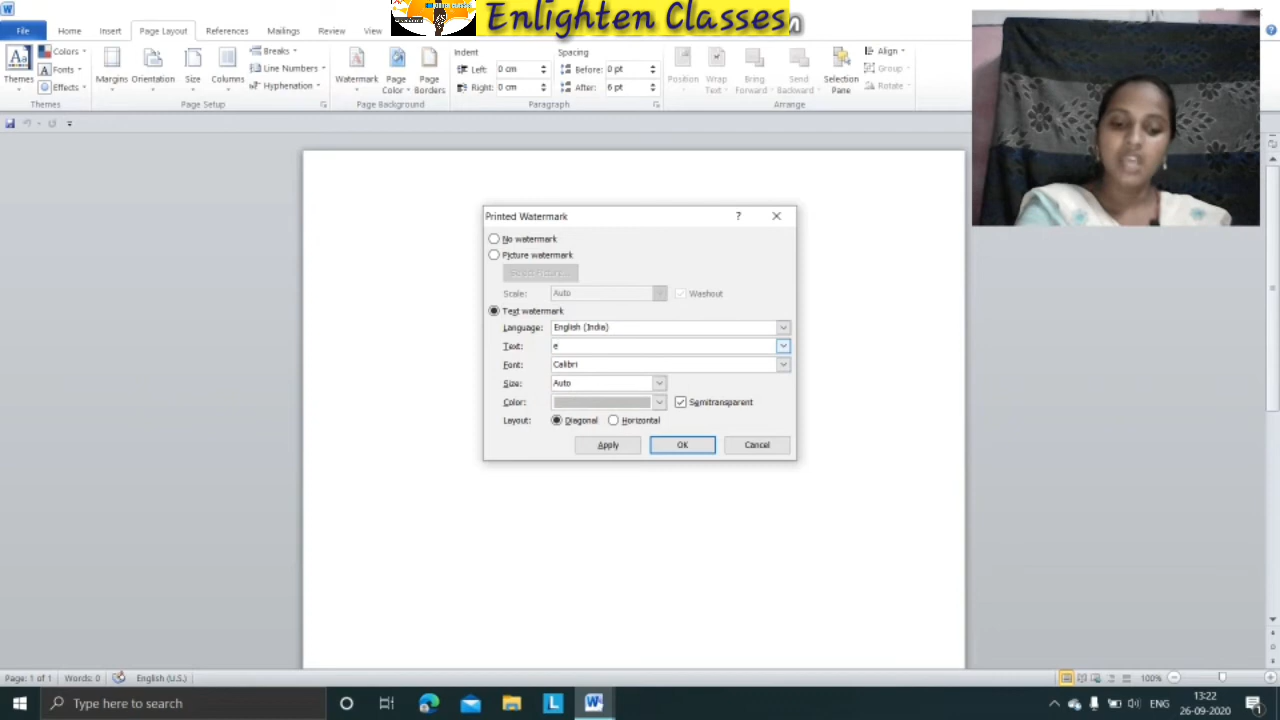 Enlighten Classes
File Home Insert Page Layout References Mailings Review View
Themes
Colors
Fonts
Effects
Themes
Margins Orientation Size Columns
Breaks
Line Numbers
Hyphenation
Page Setup
Watermark Page Color Page Borders
Page Background
Indent
Left: 0 cm
Right: 0 cm
Spacing
Before: 0 pt
After: 6 pt
Paragraph
Position Wrap Text Bring Forward Send Backward Selection Pane
Align
Group
Rotate
Arrange
Printed Watermark ?
No watermark
Picture watermark
Select Picture...
Scale: Auto Washout
Text watermark
Language: English (India)
Text: e
Font: Calibri
Size: Auto
Color: Semitransparent
Layout: Diagonal Horizontal
Apply OK Cancel
Page: 1 of 1 Words: 0 English (U.S.) 100%
Type here to search
L W ENG
13:22
26-09-2020